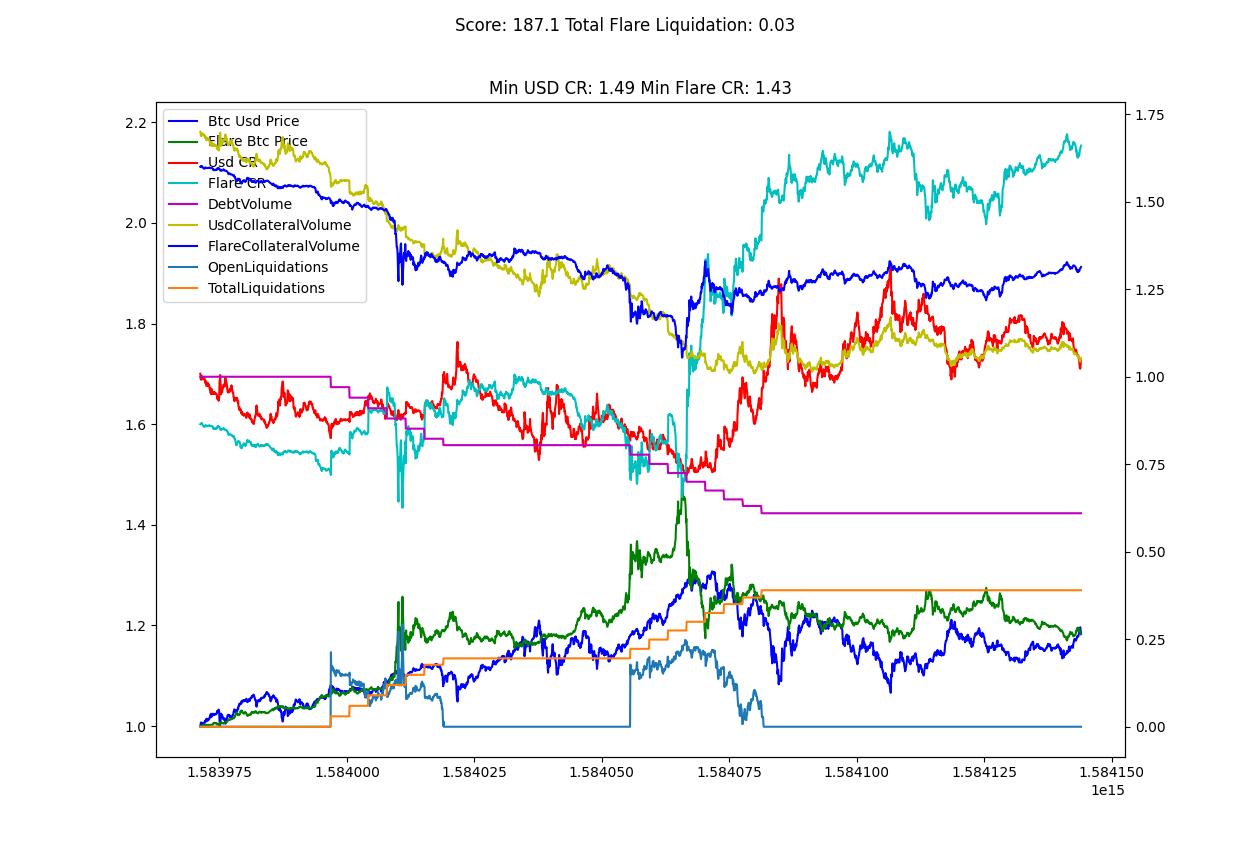 Score: 187.1 Total Flare Liquidation: 0.03
Min USD CR: 1.49 Min Flare CR: 1.43
Btc Usd Price
Flare Btc Price
Usd CR
Flare CR
DebtVolume
UsdCollateralVolume
FlareCollateralVolume
OpenLiquidations
TotalLiquidations
2.2
2.0
1.8
1.6
1.4
1.2
1.0
1.75
1.50
1.25
1.00
0.75
0.50
0.25
0.00
1.583975 1.584000 1.584025 1.584050 1.584075 1.584100 1.584125 1.584150
1e15